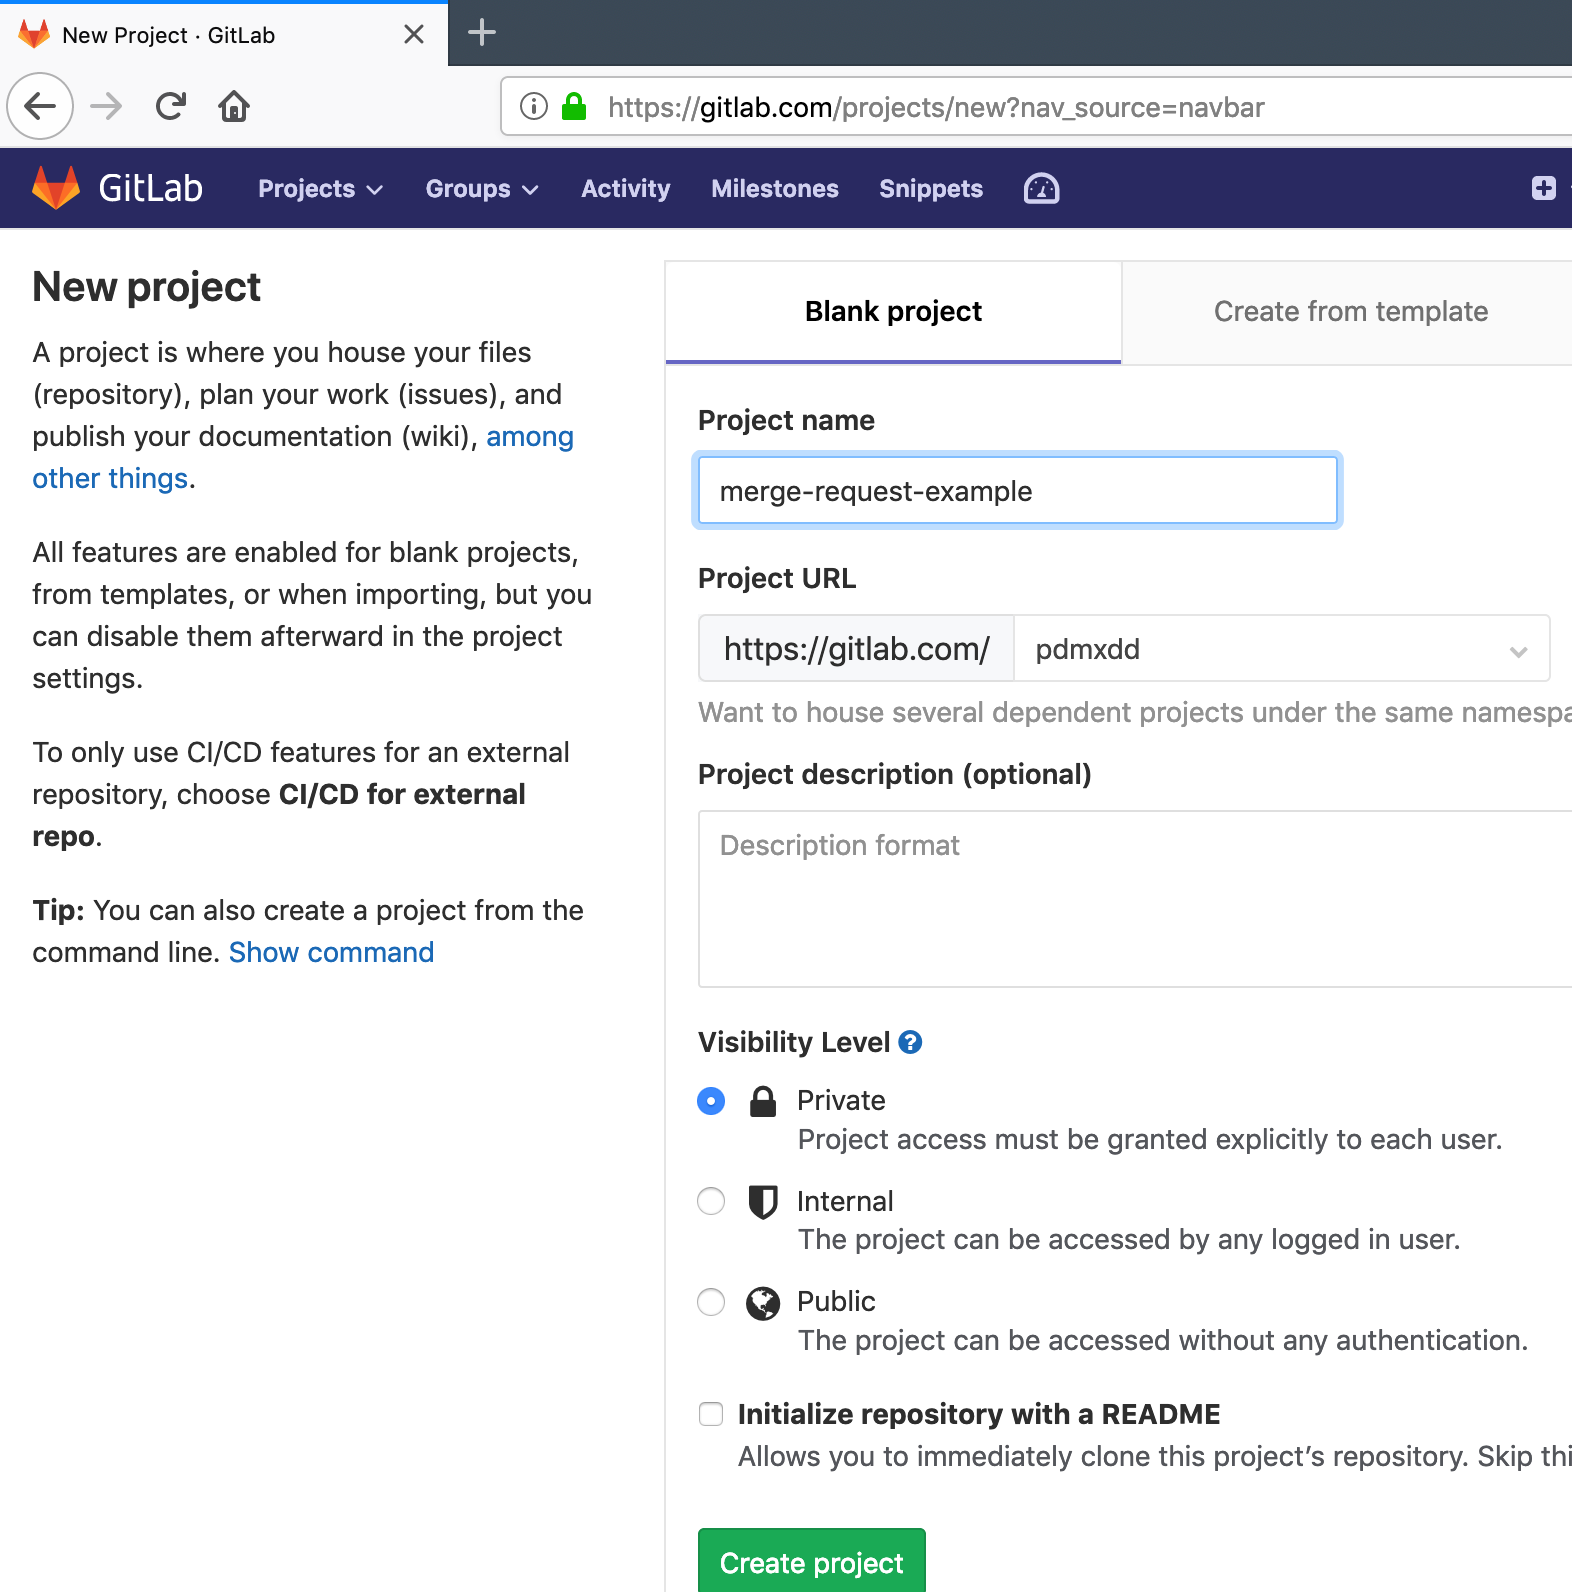 New Project · GitLab
https://gitlab.com/projects/new?nav_source=navbar
GitLab Projects Groups Activity Milestones Snippets
New project
A project is where you house your files
(repository), plan your work (issues), and
publish your documentation (wiki), among
other things.
All features are enabled for blank projects,
from templates, or when importing, but you
can disable them afterward in the project
settings.
To only use CI/CD features for an external
repository, choose CI/CD for external
repo.
Tip: You can also create a project from the
command line. Show command
Blank project
Create from template
Project name
merge-request-example
Project URL
https://gitlab.com/ pdmxdd
Want to house several dependent projects under the same namespa
Project description (optional)
Description format
Visibility Level
Private
Project access must be granted explicitly to each user.
Internal
The project can be accessed by any logged in user.
Public
The project can be accessed without any authentication.
Initialize repository with a README
Allows you to immediately clone this project’s repository. Skip thi
Create project